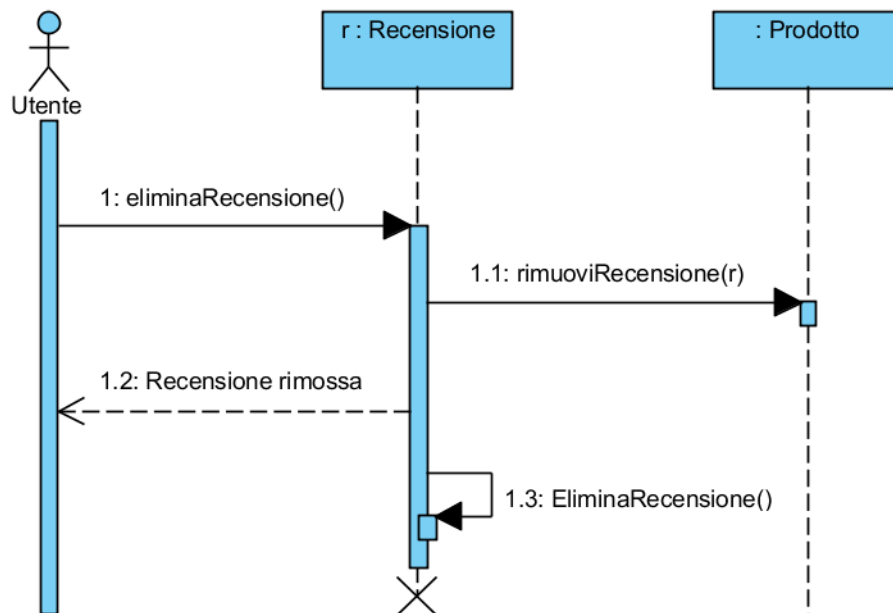 r : Recensione
: Prodotto
Utente
1: eliminaRecensione()
1.1: rimuoviRecensione(r)
1.2: Recensione rimossa
1.3: EliminaRecensione()